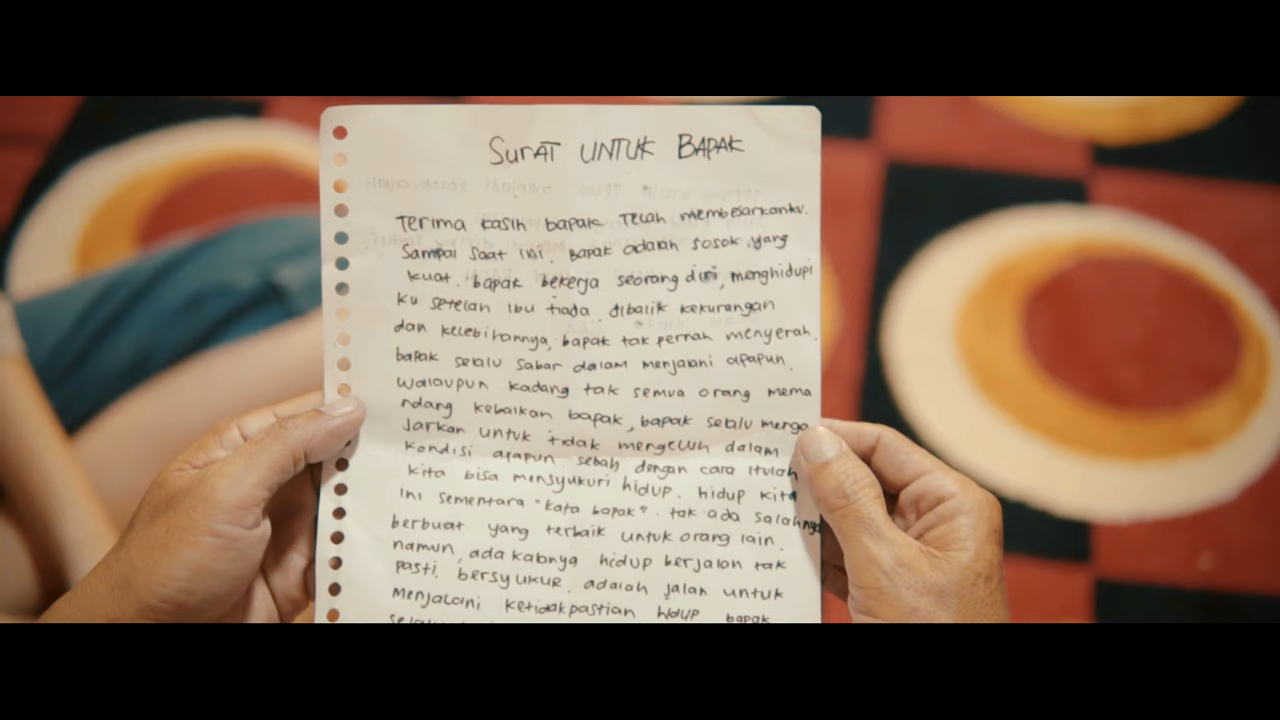 SURAT UNTUK BAPAK
Terima kasih bapak Telah membesarkanku.
Sampai saat ini. Bapak adalah sosok yang
kuat. bapak bekerja seorang diri, menghidupi
ku setelah ibu tiada. dibalik kekurangan
dan kelebihannya, bapak tak pernah menyerah.
bapak selalu sabar dalam menjalani apapun.
Walaupun kadang tak semua orang mema
ndang kebaikan bapak, bapak selalu menga
Jarkan untuk tidak mengeluh dalam
kondisi apapun. sebab dengan cara itulah
kita bisa mensyukuri hidup. hidup kita
ini sementara "kata bapak". tak ada salahnya
berbuat yang terbaik untuk orang lain.
namun, ada kalanya hidup berjalan tak
pasti. bersyukur. adalah jalan untuk
menjalani ketidakpastian hidup bapak